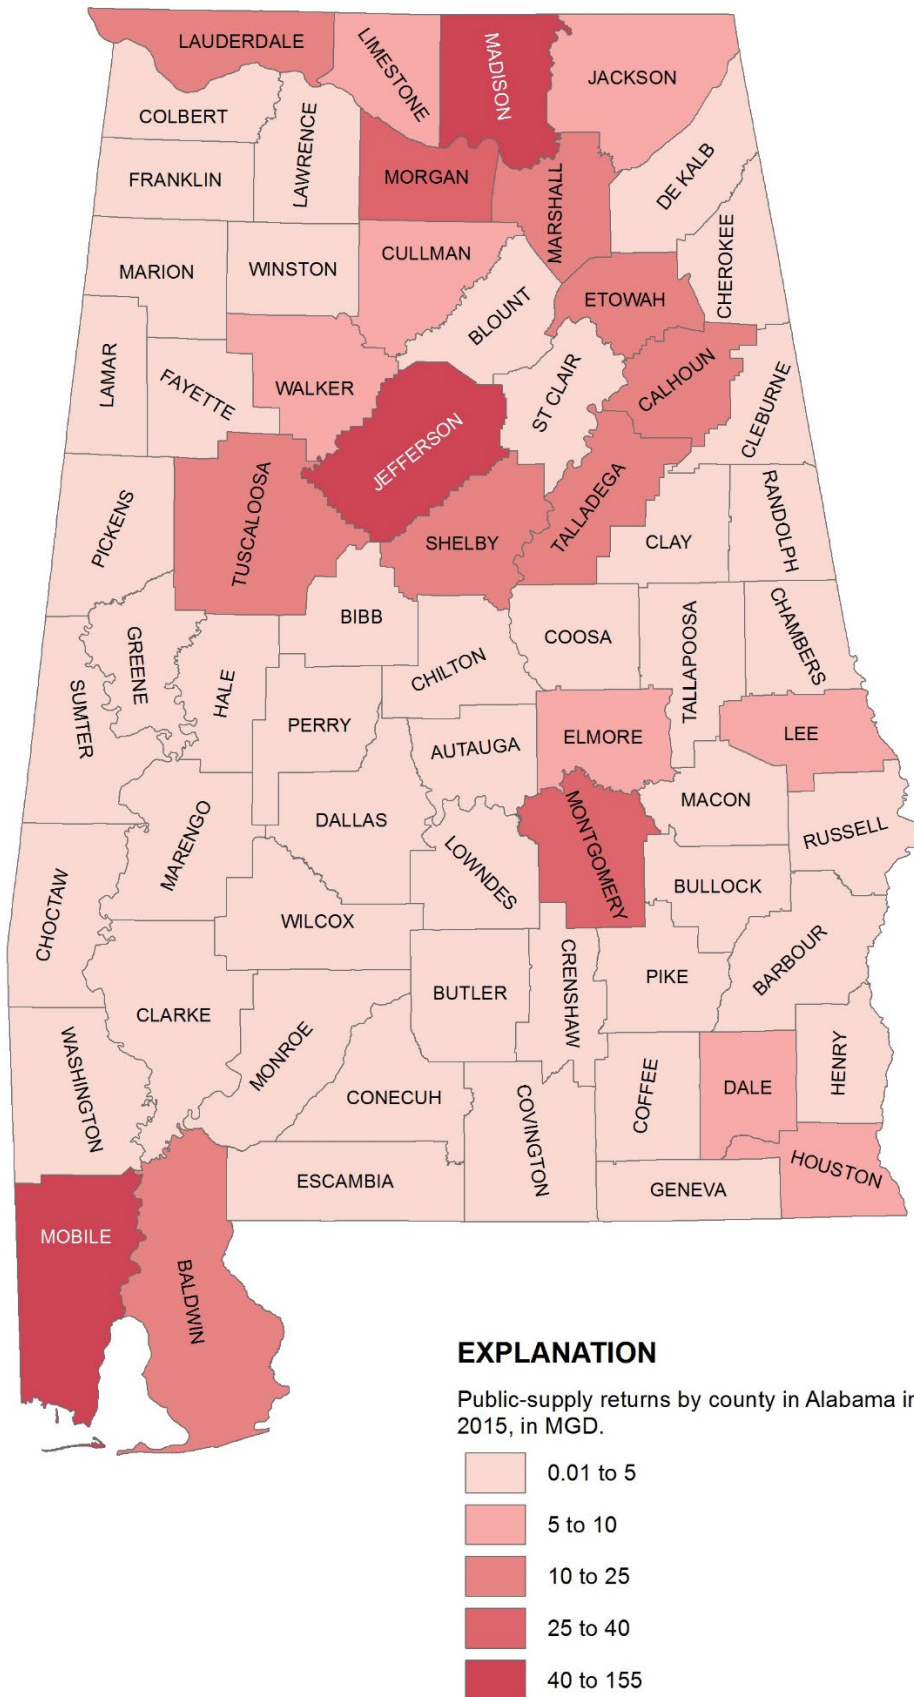 LAUDERDALE
LIMESTONE
MADISON
JACKSON
COLBERT
LAWRENCE
FRANKLIN
MORGAN
MARSHALL
DE KALB
CHEROKEE
MARION
WINSTON
CULLMAN
BLOUNT
ETOWAH
LAMAR
FAYETTE
WALKER
JEFFERSON
ST CLAIR
CALHOUN
CLEBURNE
PICKENS
TUSCALOOSA
SHELBY
TALLADEGA
CLAY
RANDOLPH
GREENE
BIBB
COOSA
TALLAPOOSA
CHAMBERS
SUMTER
HALE
PERRY
CHILTON
AUTAUGA
ELMORE
LEE
MARENGO
DALLAS
LOWNDES
MONTGOMERY
MACON
RUSSELL
CHOCTAW
WILCOX
BULLOCK
CLARKE
BUTLER
CRENSHAW
PIKE
BARBOUR
WASHINGTON
MONROE
CONECUH
COVINGTON
COFFEE
DALE
HENRY
ESCAMBIA
GENEVA
HOUSTON
MOBILE
BALDWIN
EXPLANATION
Public-supply returns by county in Alabama in
2015, in MGD.
0.01 to 5
5 to 10
10 to 25
25 to 40
40 to 155